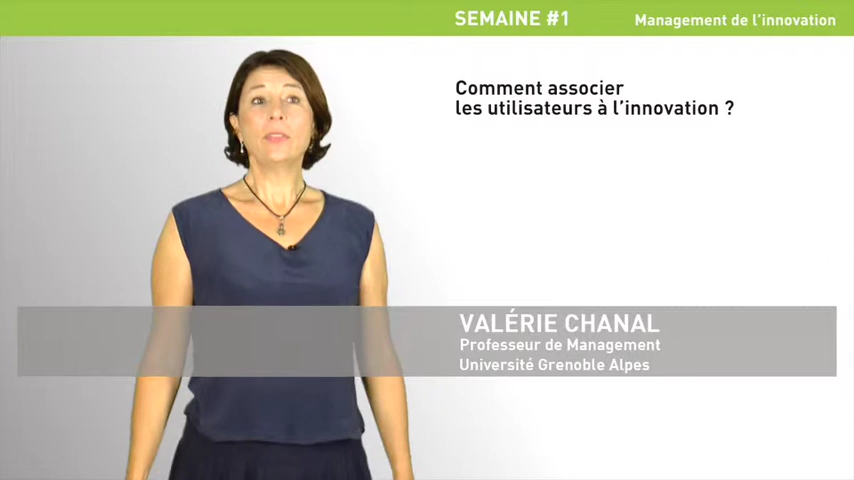 SEMAINE #1
Management de l'innovation
Comment associer
les utilisateurs à l'innovation ?
VALÉRIE CHANAL
Professeur de Management
Université Grenoble Alpes